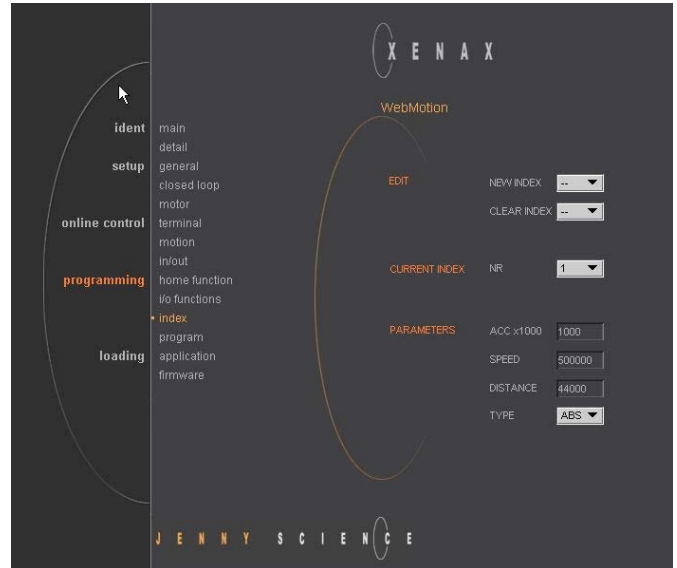 XENAX
WebMotion
ident
main
detail
setup
general
closed loop
motor
online control
terminal
motion
in/out
programming
home function
i/o functions
index
program
loading
application
firmware
EDIT
NEW INDEX --
CLEAR INDEX --
CURRENT INDEX NR 1
PARAMETERS ACC x1000 1000
SPEED 500000
DISTANCE 44000
TYPE ABS
JENNY SCIENCE